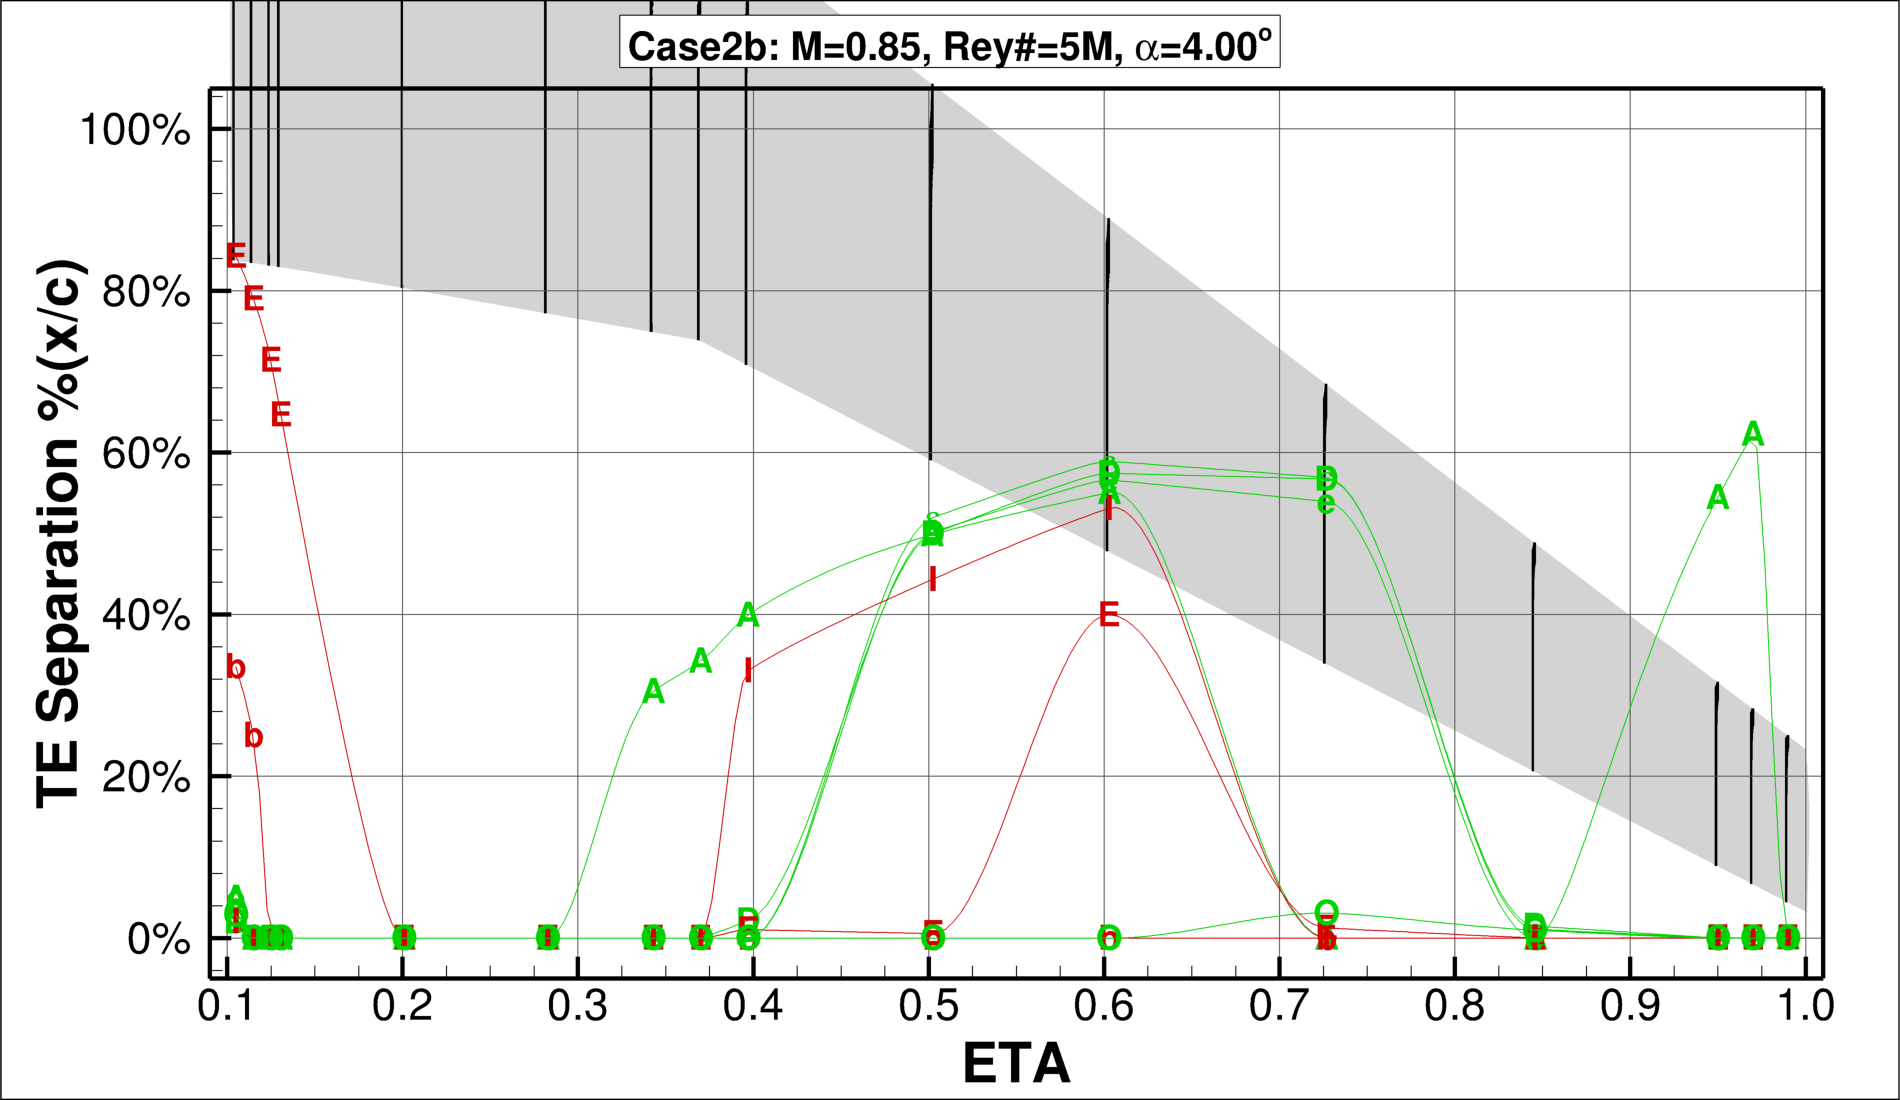 Case2b: M=0.85, Rey#=5M, α=4.00°
100%
80%
60%
40%
20%
0%
TE Separation %(x/c)
0.1 0.2 0.3 0.4 0.5 0.6 0.7 0.8 0.9 1.0
ETA
E
E
E
E
b
b
A
A
A
A
I
I
I
E
A
D
e
A
A